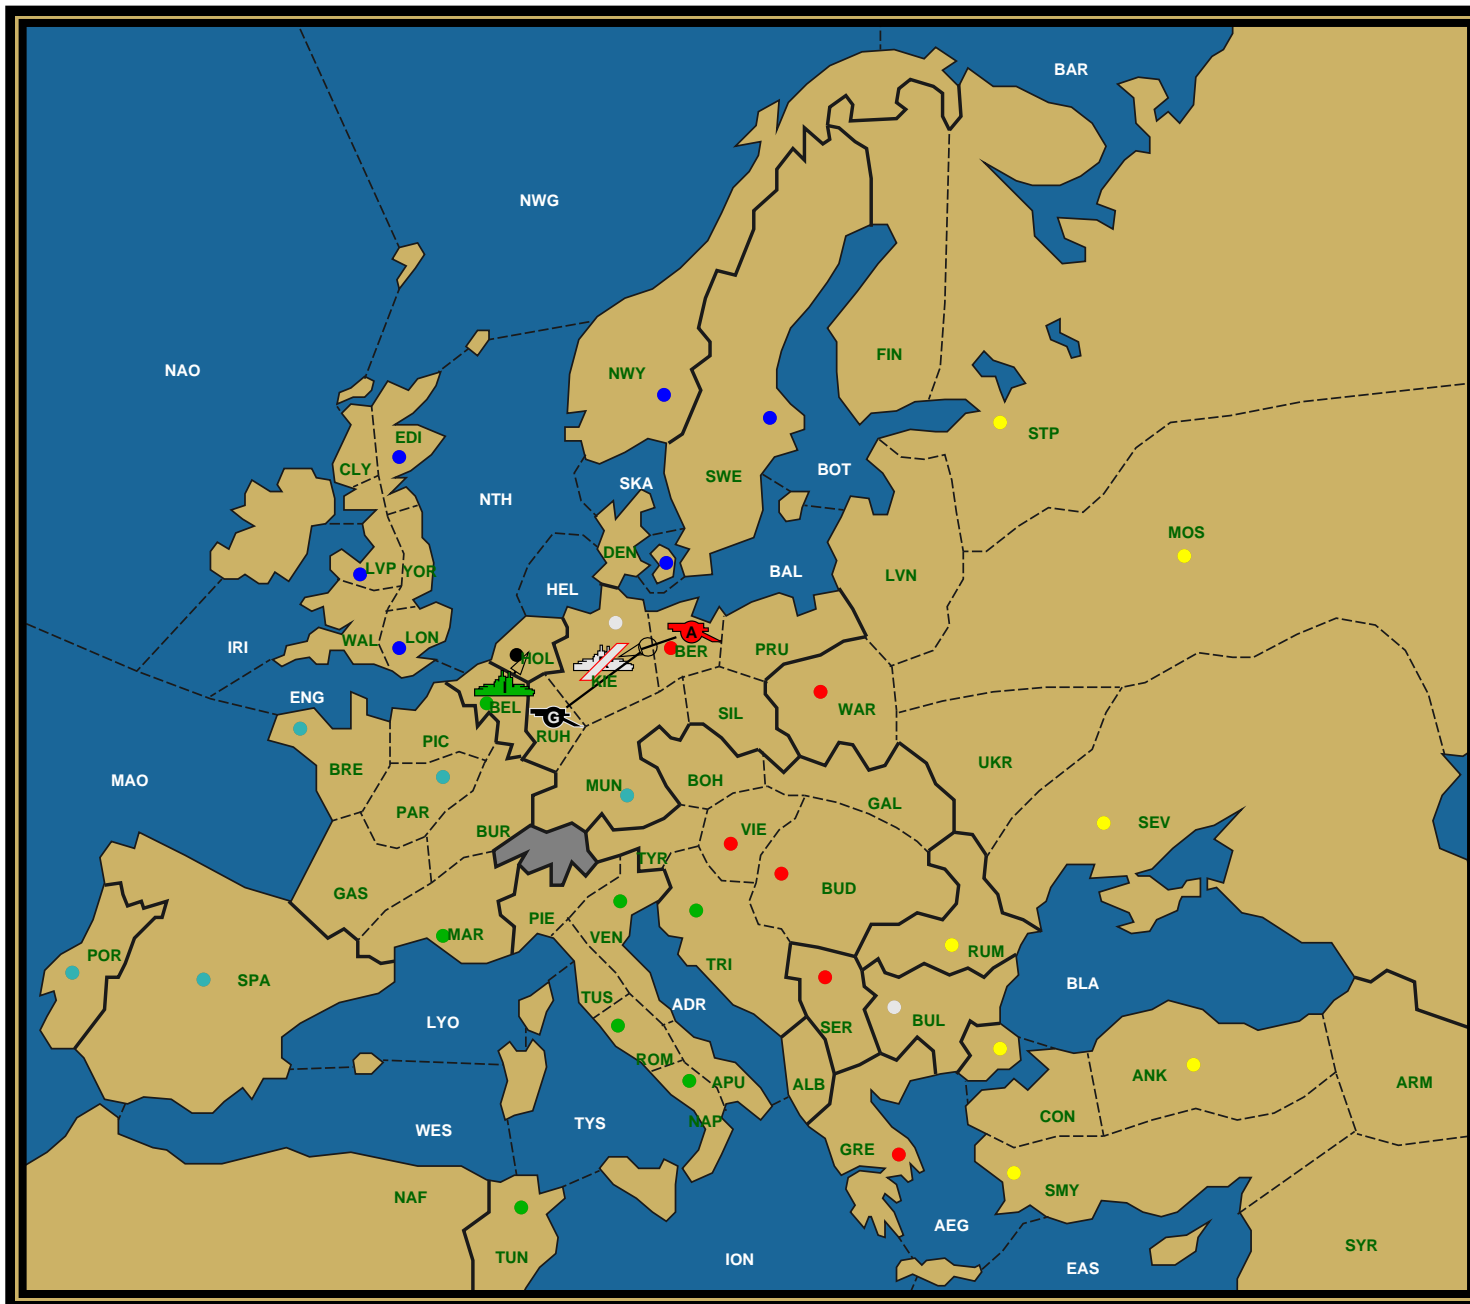 BAR
NWG
NAO
FIN
NWY
EDI
STP
CLY
SWE
BOT
SKA
NTH
MOS
DEN
LVP
YOR
BAL
LVN
HEL
IRI
WAL
LON
A
HOL
BER
PRU
KIE
ENG
I
BEL
G
SIL
WAR
RUH
PIC
BRE
MAO
MUN
BOH
UKR
GAL
PAR
BUR
VIE
SEV
TYR
BUD
GAS
PIE
MAR
VEN
POR
SPA
TRI
RUM
BLA
TUS
ADR
LYO
BUL
SER
ROM
APU
ALB
ANK
ARM
CON
NAP
WES
TYS
GRE
SMY
NAF
AEG
SYR
TUN
ION
EAS